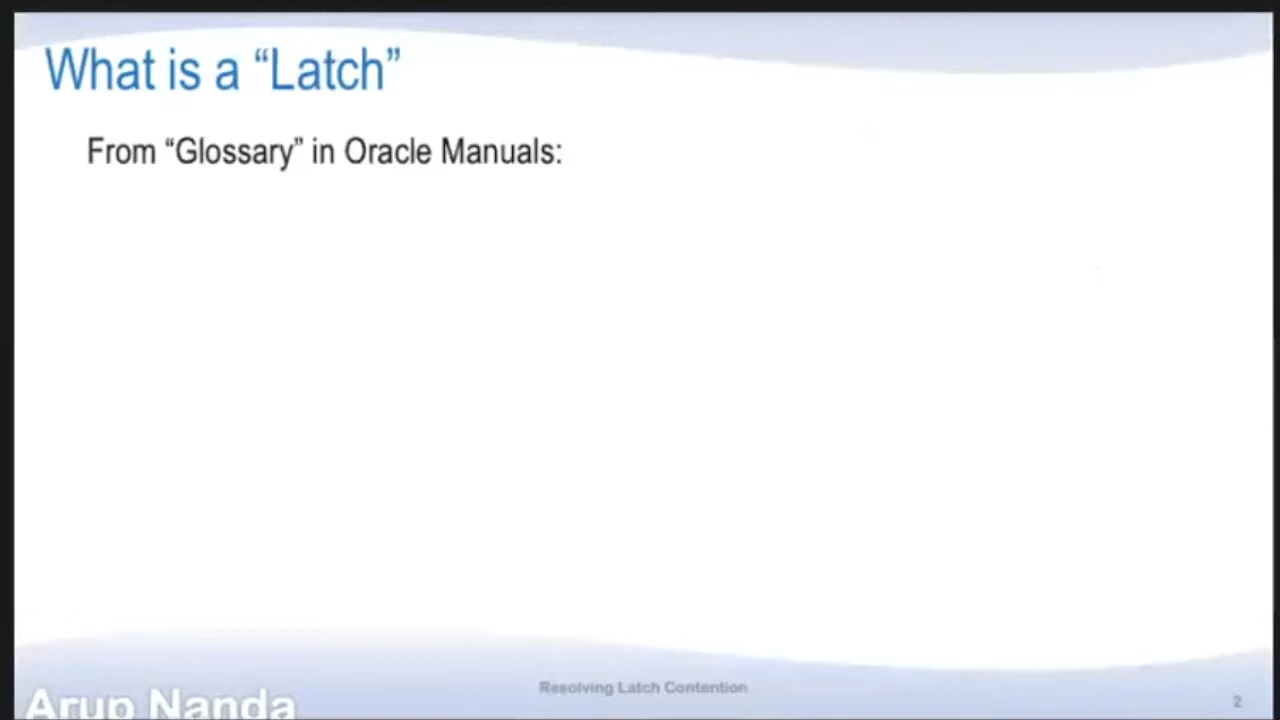 What is a “Latch”
From “Glossary” in Oracle Manuals:
Resolving Latch Contention
2
Arup Nanda